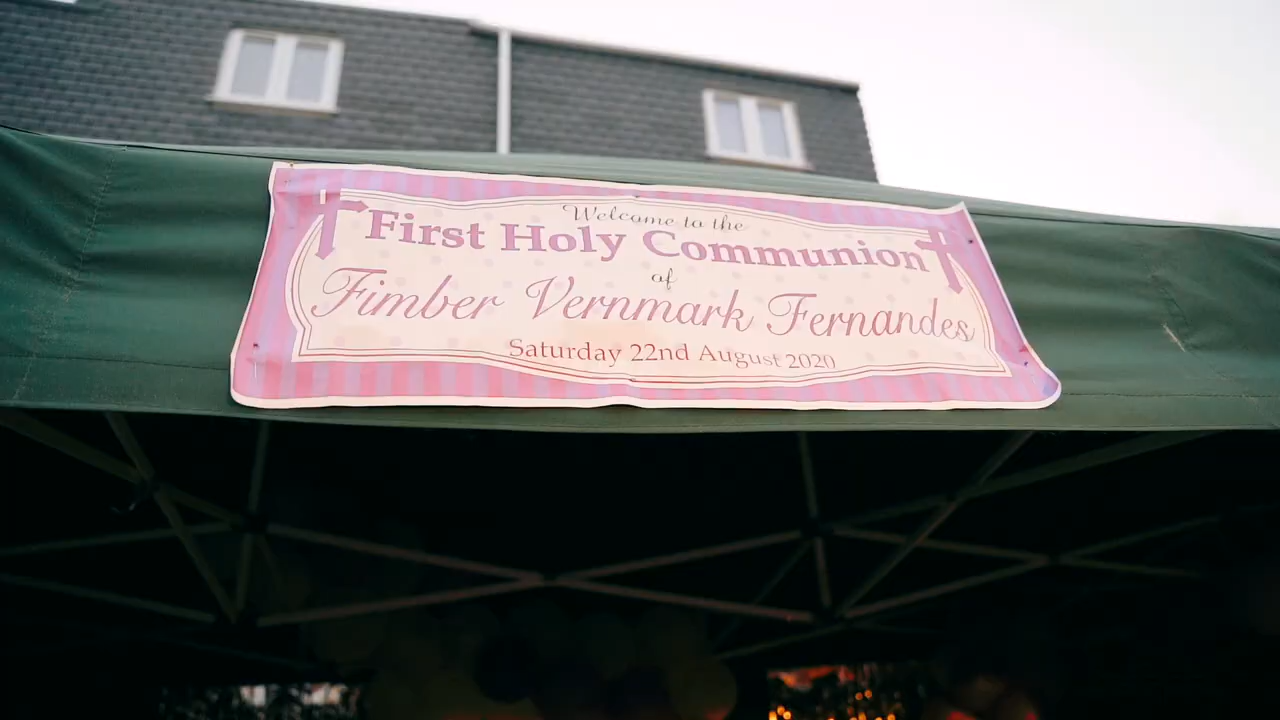 Welcome to the
First Holy Communion
of
Fimber Vernmark Fernandes
Saturday 22nd August 2020